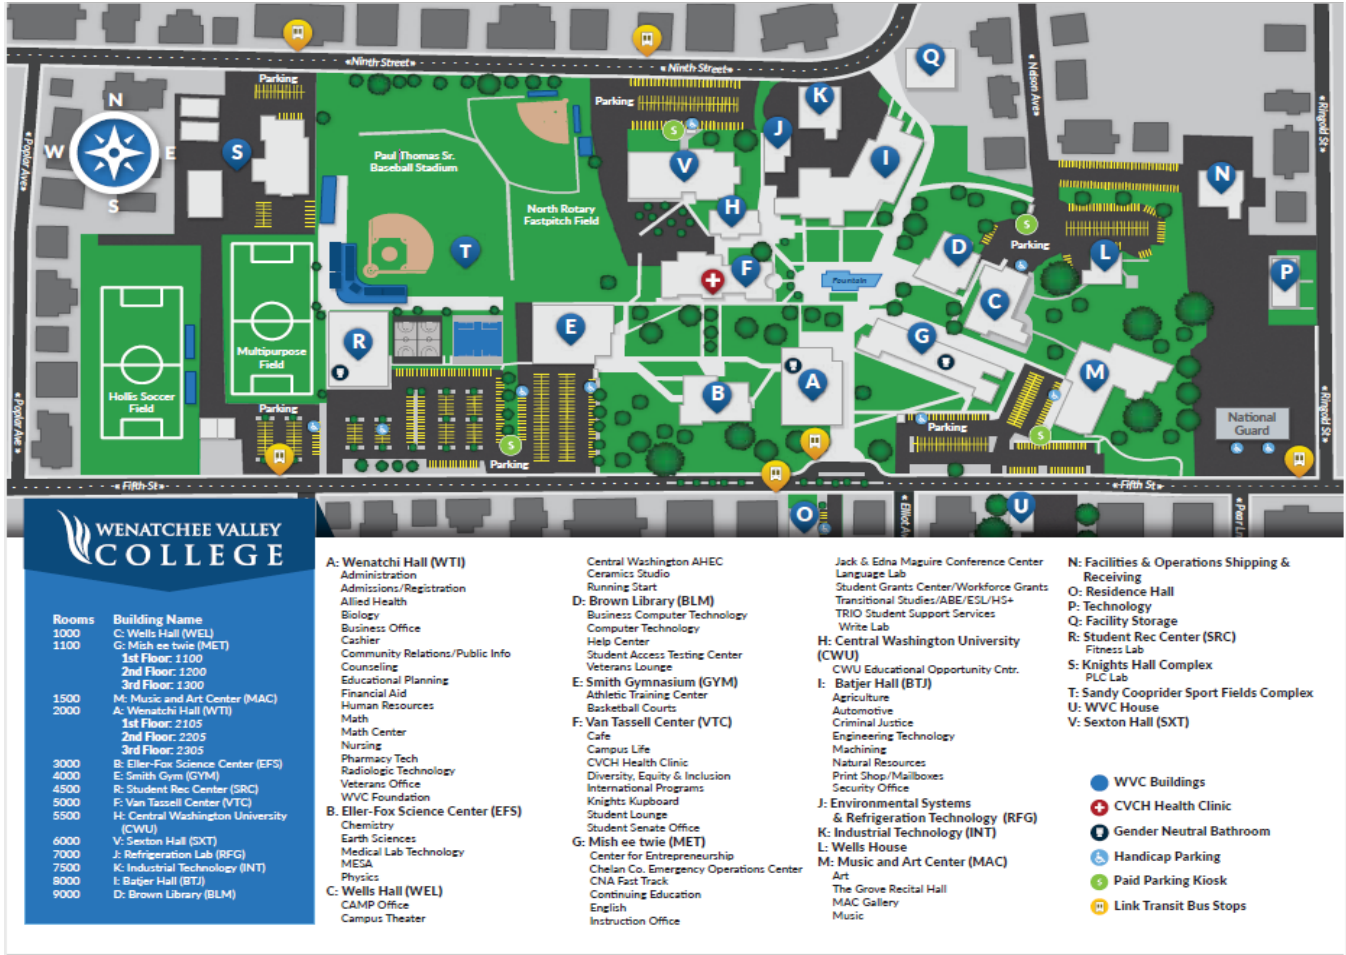 Ninth Street
Ninth Street
Parking
Parking
N
W
E
S
Q
K
J
S
V
I
N
H
T
D
L
F
P
C
E
R
G
M
A
B
O
U
Poplar Ave
Nelson Ave
Ringold St
Paul Thomas Sr.
Baseball Stadium
North Rotary
Fastpitch Field
Parking
Fountain
Multipurpose
Field
Hollis Soccer
Field
Parking
Poplar Ave
Ringold St
National
Guard
Parking
Parking
Fifth St
Fifth St
Elliot Av
Pear L
WENATCHEE VALLEY
COLLEGE
Rooms Building Name
1000 C: Wells Hall (WEL)
1100 G: Mish ee twie (MET)
1st Floor: 1100
2nd Floor: 1200
3rd Floor: 1300
1500 M: Music and Art Center (MAC)
2000 A: Wenatchi Hall (WTI)
1st Floor: 2105
2nd Floor: 2205
3rd Floor: 2305
3000 B: Eller-Fox Science Center (EFS)
4000 E: Smith Gym (GYM)
4500 R: Student Rec Center (SRC)
5000 F: Van Tassell Center (VTC)
5500 H: Central Washington University
(CWU)
6000 V: Sexton Hall (SXT)
7000 J: Refrigeration Lab (RFG)
7500 K: Industrial Technology (INT)
8000 I: Batjer Hall (BTJ)
9000 D: Brown Library (BLM)
A: Wenatchi Hall (WTI)
Administration
Admissions/Registration
Allied Health
Biology
Business Office
Cashier
Community Relations/Public Info
Counseling
Educational Planning
Financial Aid
Human Resources
Math
Math Center
Nursing
Pharmacy Tech
Radiologic Technology
Veterans Office
WVC Foundation
B. Eller-Fox Science Center (EFS)
Chemistry
Earth Sciences
Medical Lab Technology
MESA
Physics
C: Wells Hall (WEL)
CAMP Office
Campus Theater
Central Washington AHEC
Ceramics Studio
Running Start
D: Brown Library (BLM)
Business Computer Technology
Computer Technology
Help Center
Student Access Testing Center
Veterans Lounge
E: Smith Gymnasium (GYM)
Athletic Training Center
Basketball Courts
F: Van Tassell Center (VTC)
Cafe
Campus Life
CVCH Health Clinic
Diversity, Equity & Inclusion
International Programs
Knights Kupboard
Student Lounge
Student Senate Office
G: Mish ee twie (MET)
Center for Entrepreneurship
Chelan Co. Emergency Operations Center
CNA Fast Track
Continuing Education
English
Instruction Office
Jack & Edna Maguire Conference Center
Language Lab
Student Grants Center/Workforce Grants
Transitional Studies/ABE/ESL/HS+
TRIO Student Support Services
Write Lab
H: Central Washington University
(CWU)
CWU Educational Opportunity Cntr.
I: Batjer Hall (BTJ)
Agriculture
Automotive
Criminal Justice
Engineering Technology
Machining
Natural Resources
Print Shop/Mailboxes
Security Office
J: Environmental Systems
& Refrigeration Technology (RFG)
K: Industrial Technology (INT)
L: Wells House
M: Music and Art Center (MAC)
Art
The Grove Recital Hall
MAC Gallery
Music
N: Facilities & Operations Shipping &
Receiving
O: Residence Hall
P: Technology
Q: Facility Storage
R: Student Rec Center (SRC)
Fitness Lab
S: Knights Hall Complex
PLC Lab
T: Sandy Cooprider Sport Fields Complex
U: WVC House
V: Sexton Hall (SXT)
WVC Buildings
CVCH Health Clinic
Gender Neutral Bathroom
Handicap Parking
S Paid Parking Kiosk
Link Transit Bus Stops